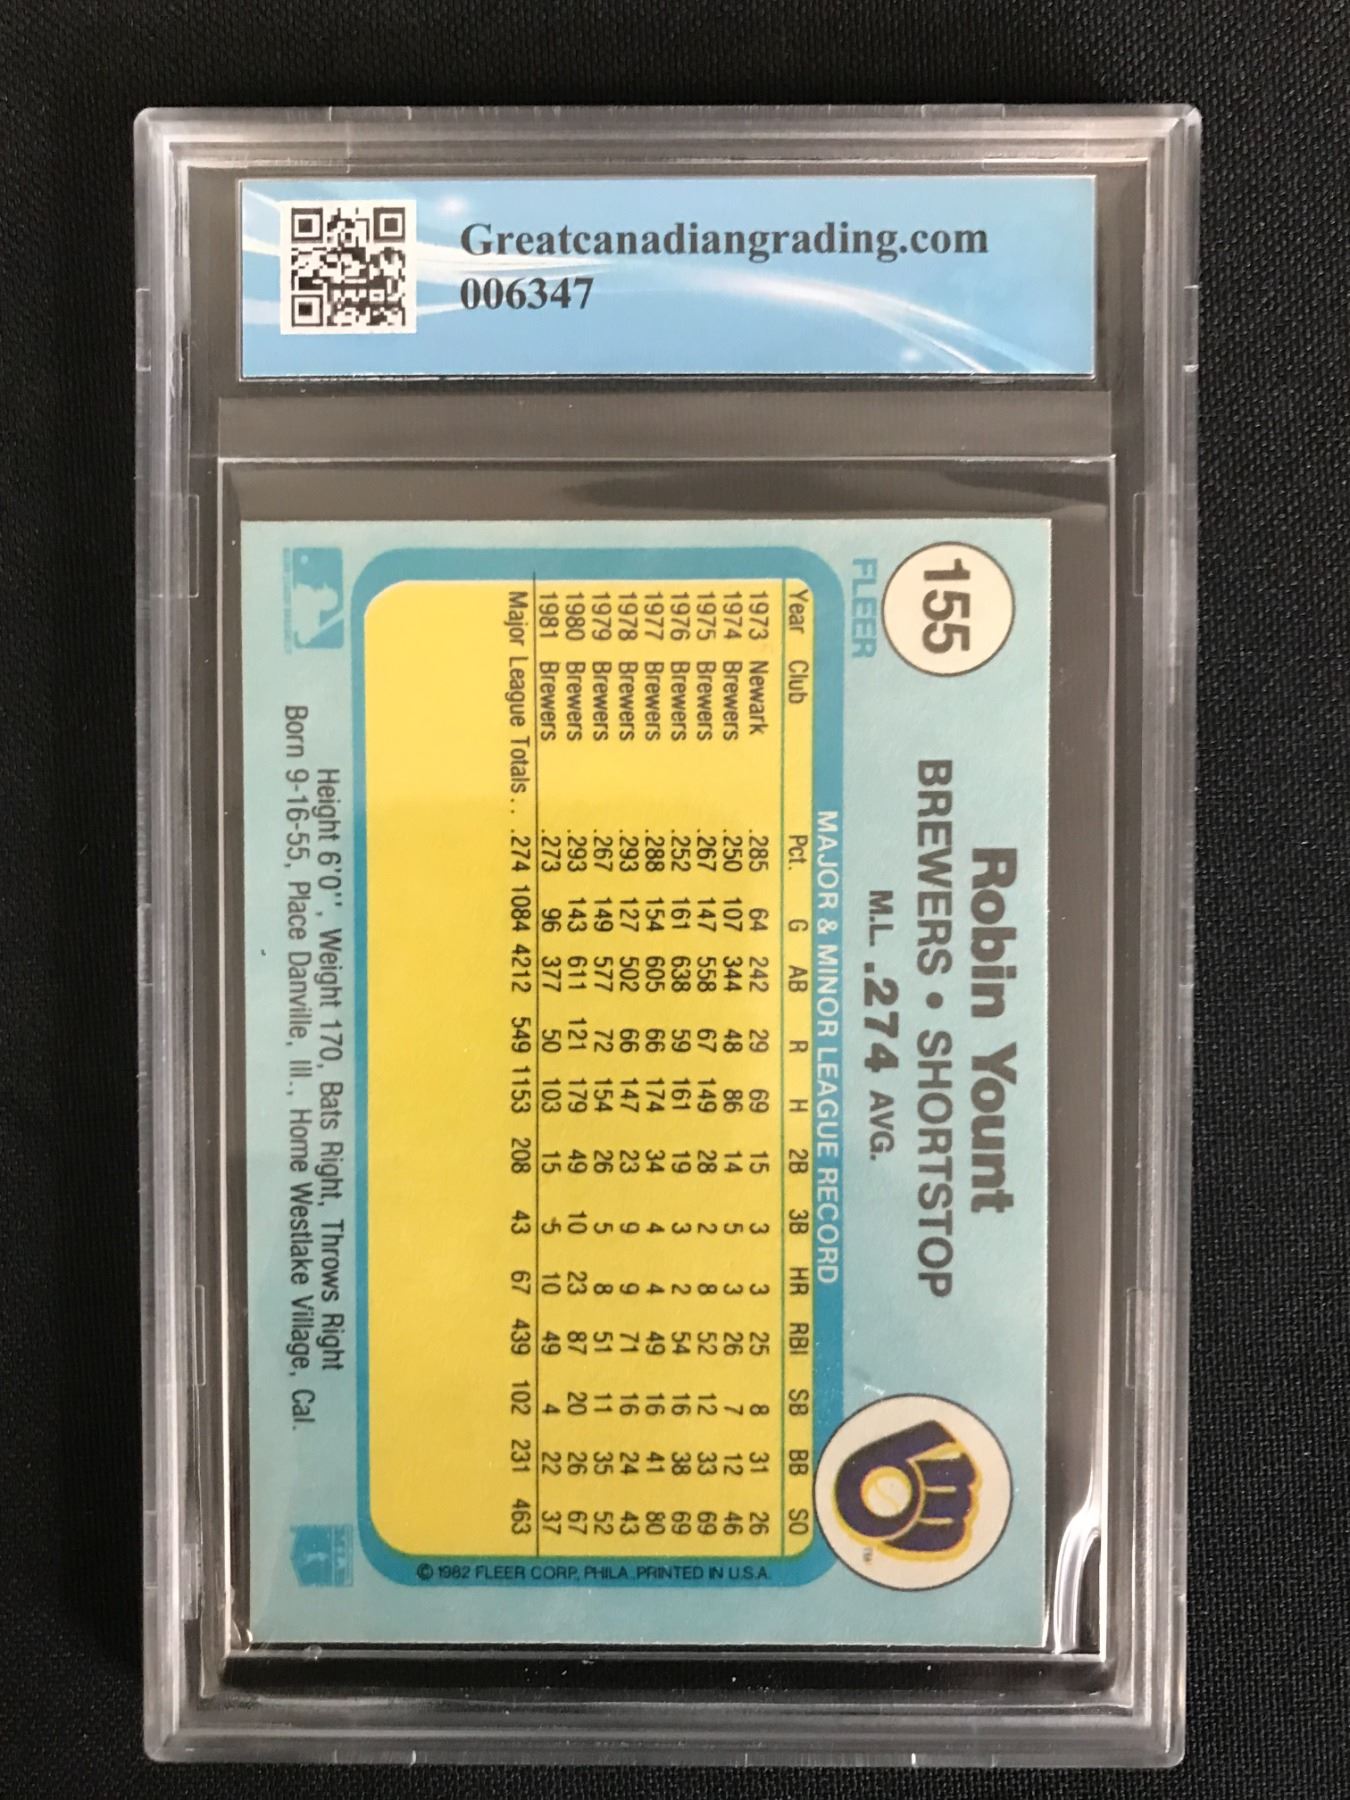 Greatcanadiangrading.com
006347
155
Robin Yount
BREWERS • SHORTSTOP
M.L. .274 AVG.
FLEER
MAJOR & MINOR LEAGUE RECORD
Year Club Pct. G AB R H 2B 3B HR RBI SB BB SO
1973 Newark .285 64 242 29 69 15 3 3 25 8 31 26
1974 Brewers .250 107 344 48 86 14 5 3 26 7 12 46
1975 Brewers .267 147 558 67 149 28 2 8 52 12 33 69
1976 Brewers .252 161 638 59 161 19 3 2 54 16 38 69
1977 Brewers .288 154 605 66 174 34 4 4 49 16 41 80
1978 Brewers .293 127 502 66 147 23 9 9 71 16 24 43
1979 Brewers .267 149 577 72 154 26 5 8 51 11 35 52
1980 Brewers .293 143 611 121 179 49 10 23 87 20 26 67
1981 Brewers .273 96 377 50 103 15 5 10 49 4 22 37
Major League Totals . . .274 1084 4212 549 1153 208 43 67 439 102 231 463
© 1982 FLEER CORP. PHILA. PRINTED IN U.S.A.
Height 6'0'', Weight 170, Bats Right, Throws Right
Born 9-16-55, Place Danville, Ill., Home Westlake Village, Cal.
TM